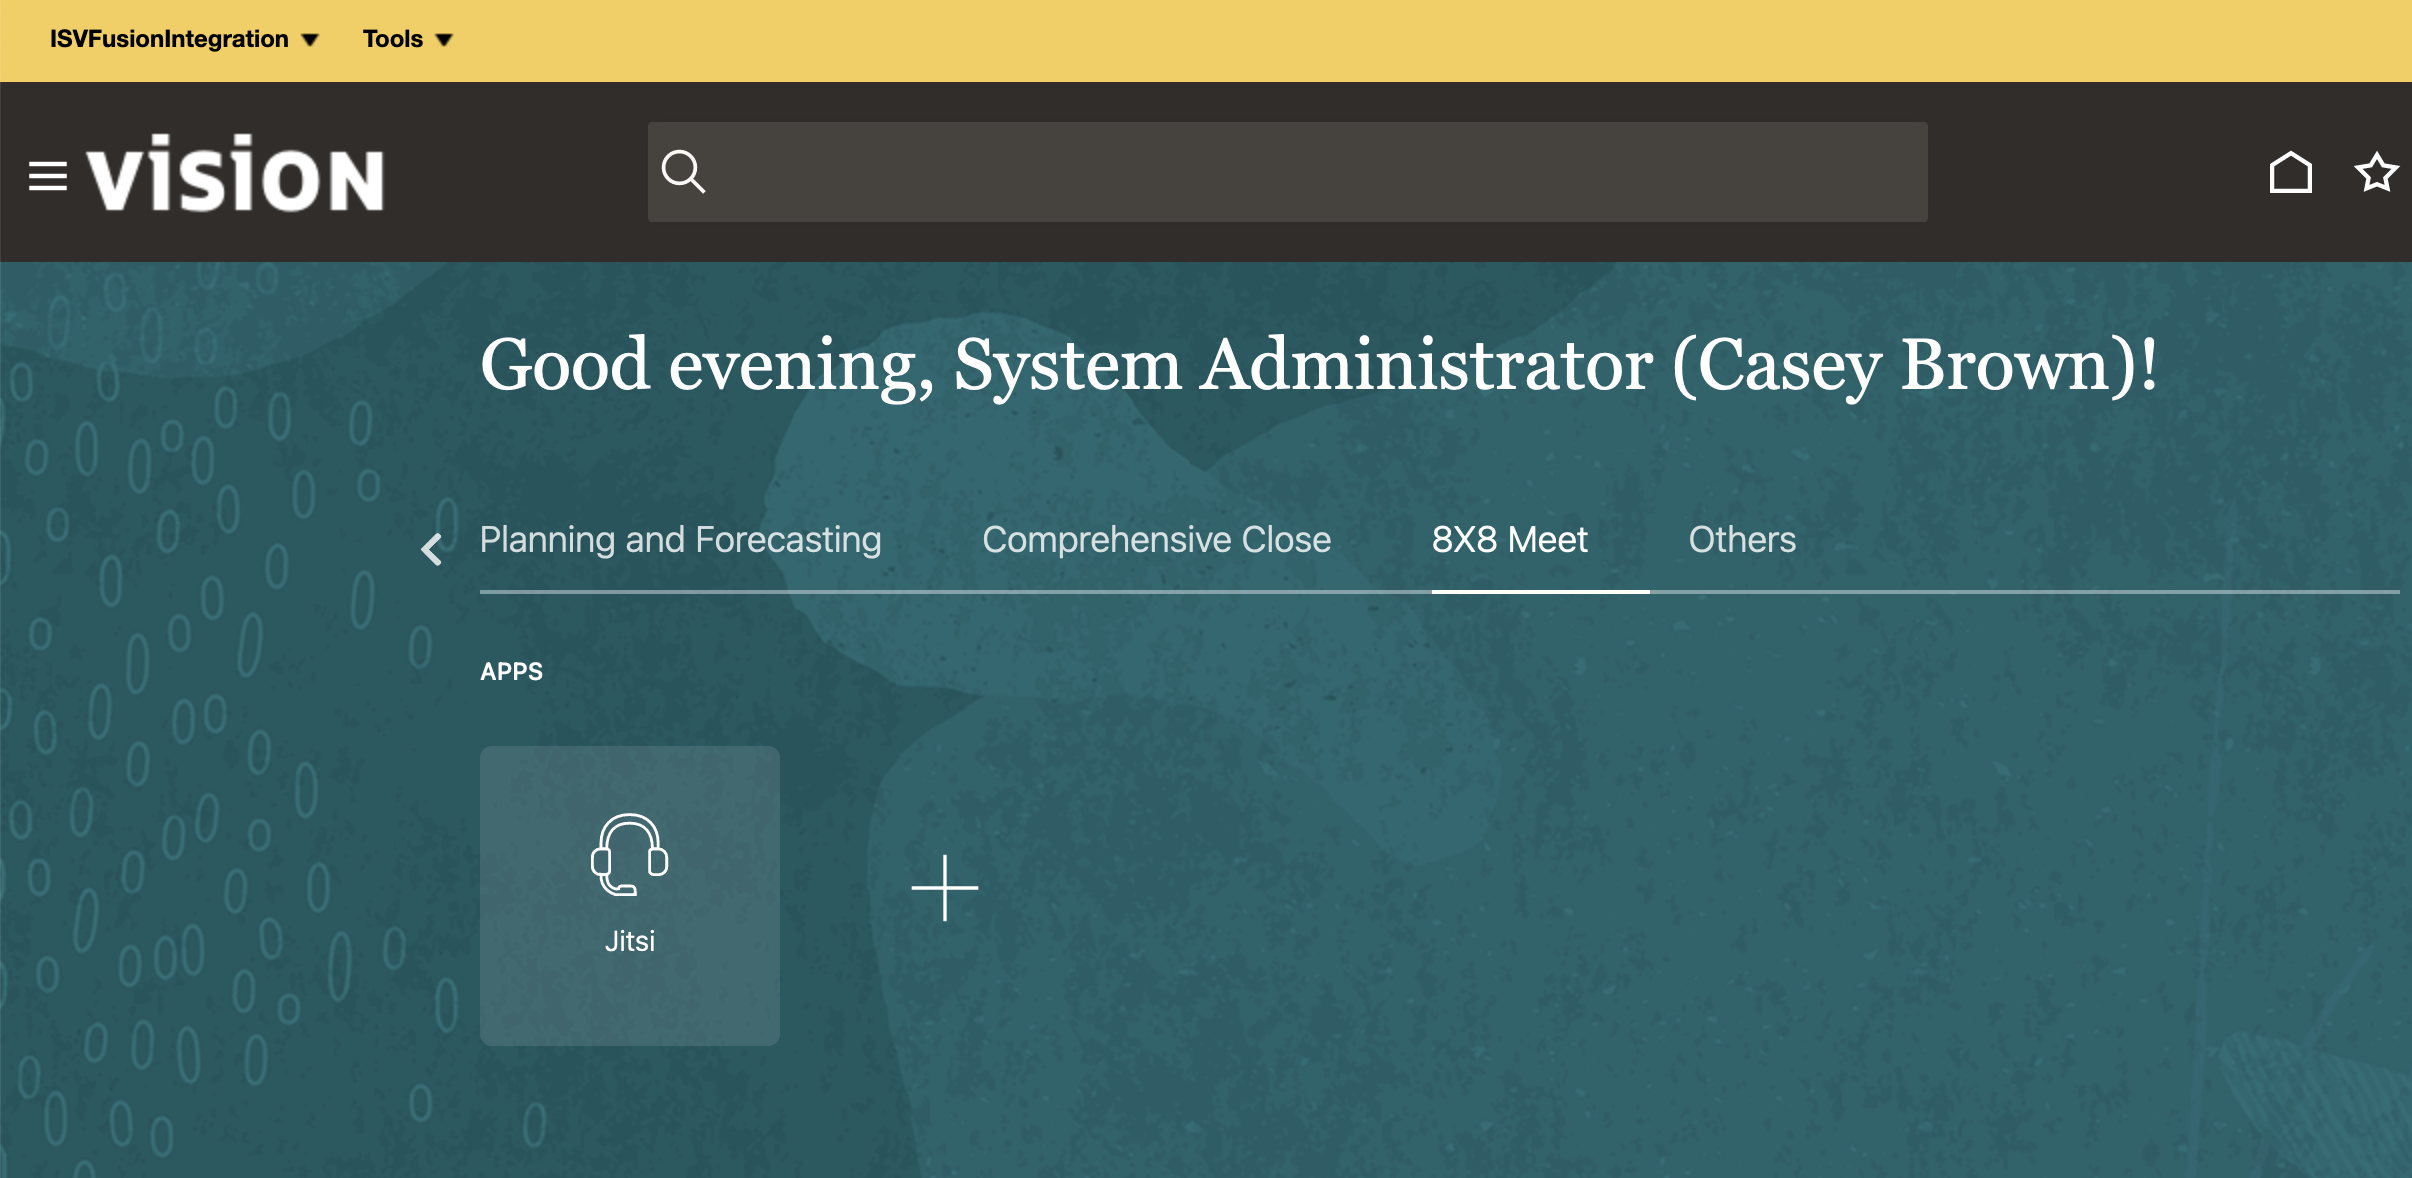 ISVFusionIntegration Tools
vision
Good evening, System Administrator (Casey Brown)!
Planning and Forecasting Comprehensive Close 8X8 Meet Others
APPS
Jitsi